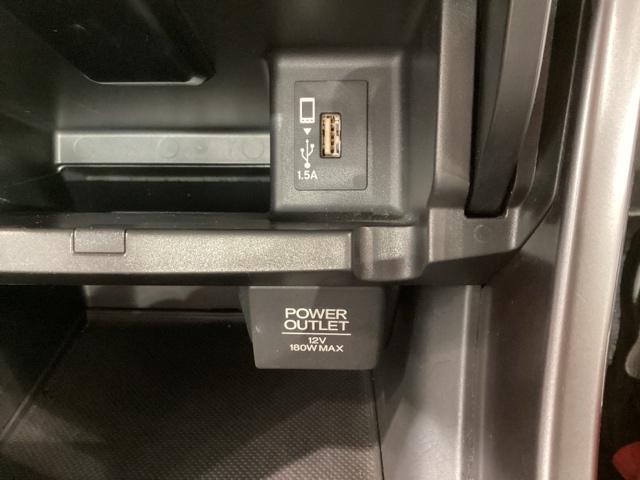 1.5A
POWER
OUTLET
12V
180W MAX